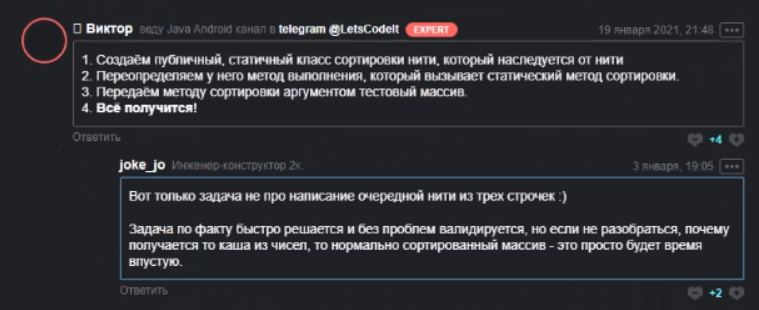 Виктор веду Java Android канал в telegram @LetsCodeIt EXPERT 19 января 2021, 21:48
1. Создаём публичный, статичный класс сортировки нити, который наследуется от нити
2. Переопределяем у него метод выполнения, который вызывает статический метод сортировки.
3. Передаём методу сортировки аргументом тестовый массив.
4. Всё получится!
Ответить +4
joke_jo Инженер-конструктор 2к. 3 января, 19:05
Вот только задача не про написание очередной нити из трех строчек :)
Задача по факту быстро решается и без проблем валидируется, но если не разобраться, почему
получается то каша из чисел, то нормально сортированный массив - это просто будет время
впустую.
Ответить +2